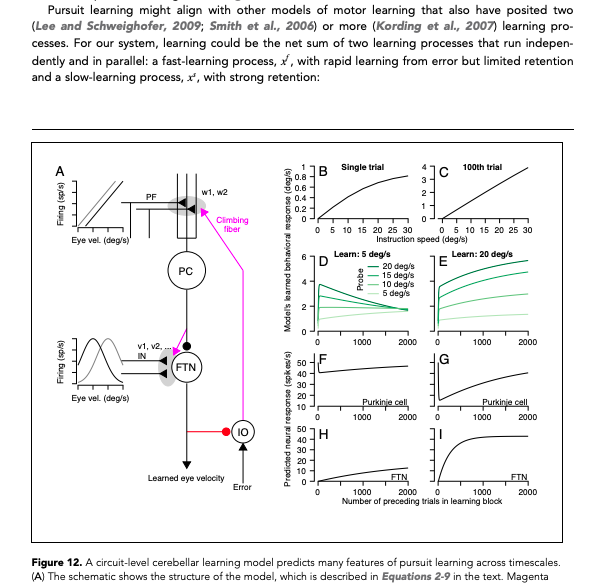 Pursuit learning might align with other models of motor learning that also have posited two
(Lee and Schweighofer, 2009; Smith et al., 2006) or more (Kording et al., 2007) learning pro-
cesses. For our system, learning could be the net sum of two learning processes that run indepen-
dently and in parallel: a fast-learning process, xᶠ, with rapid learning from error but limited retention
and a slow-learning process, xˢ, with strong retention:
A
Firing (sp/s)
Eye vel. (deg/s)
PF
w1, w2
Climbing
fiber
PC
Firing (sp/s)
Eye vel. (deg/s)
v1, v2, ...
IN
FTN
IO
Learned eye velocity
Error
Model's learned behavioral response (deg/s)
B
Single trial
1
0.8
0.6
0.4
0.2
0
0 5 10 15 20 25 30
C
100th trial
4
3
2
1
0
0 5 10 15 20 25 30
Instruction speed (deg/s)
D
Learn: 5 deg/s
Probe
20 deg/s
15 deg/s
10 deg/s
5 deg/s
6
4
2
0
0 1000 2000
E
Learn: 20 deg/s
0 1000 2000
Predicted neural response (spikes/s)
F
50
40
30
20
10
Purkinje cell
0 1000 2000
G
Purkinje cell
0 1000 2000
H
50
40
30
20
10
0
FTN
0 1000 2000
I
FTN
0 1000 2000
Number of preceding trials in learning block
Figure 12. A circuit-level cerebellar learning model predicts many features of pursuit learning across timescales.
(A) The schematic shows the structure of the model, which is described in Equations 2-9 in the text. Magenta